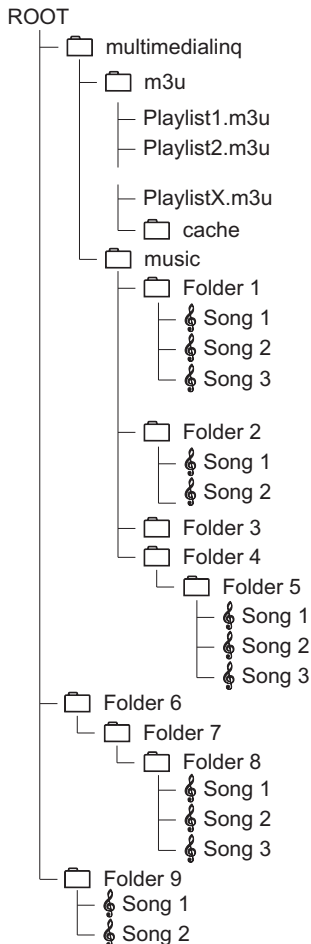 ROOT
multimedialinq
m3u
Playlist1.m3u
Playlist2.m3u
PlaylistX.m3u
cache
music
Folder 1
Song 1
Song 2
Song 3
Folder 2
Song 1
Song 2
Folder 3
Folder 4
Folder 5
Song 1
Song 2
Song 3
Folder 6
Folder 7
Folder 8
Song 1
Song 2
Song 3
Folder 9
Song 1
Song 2